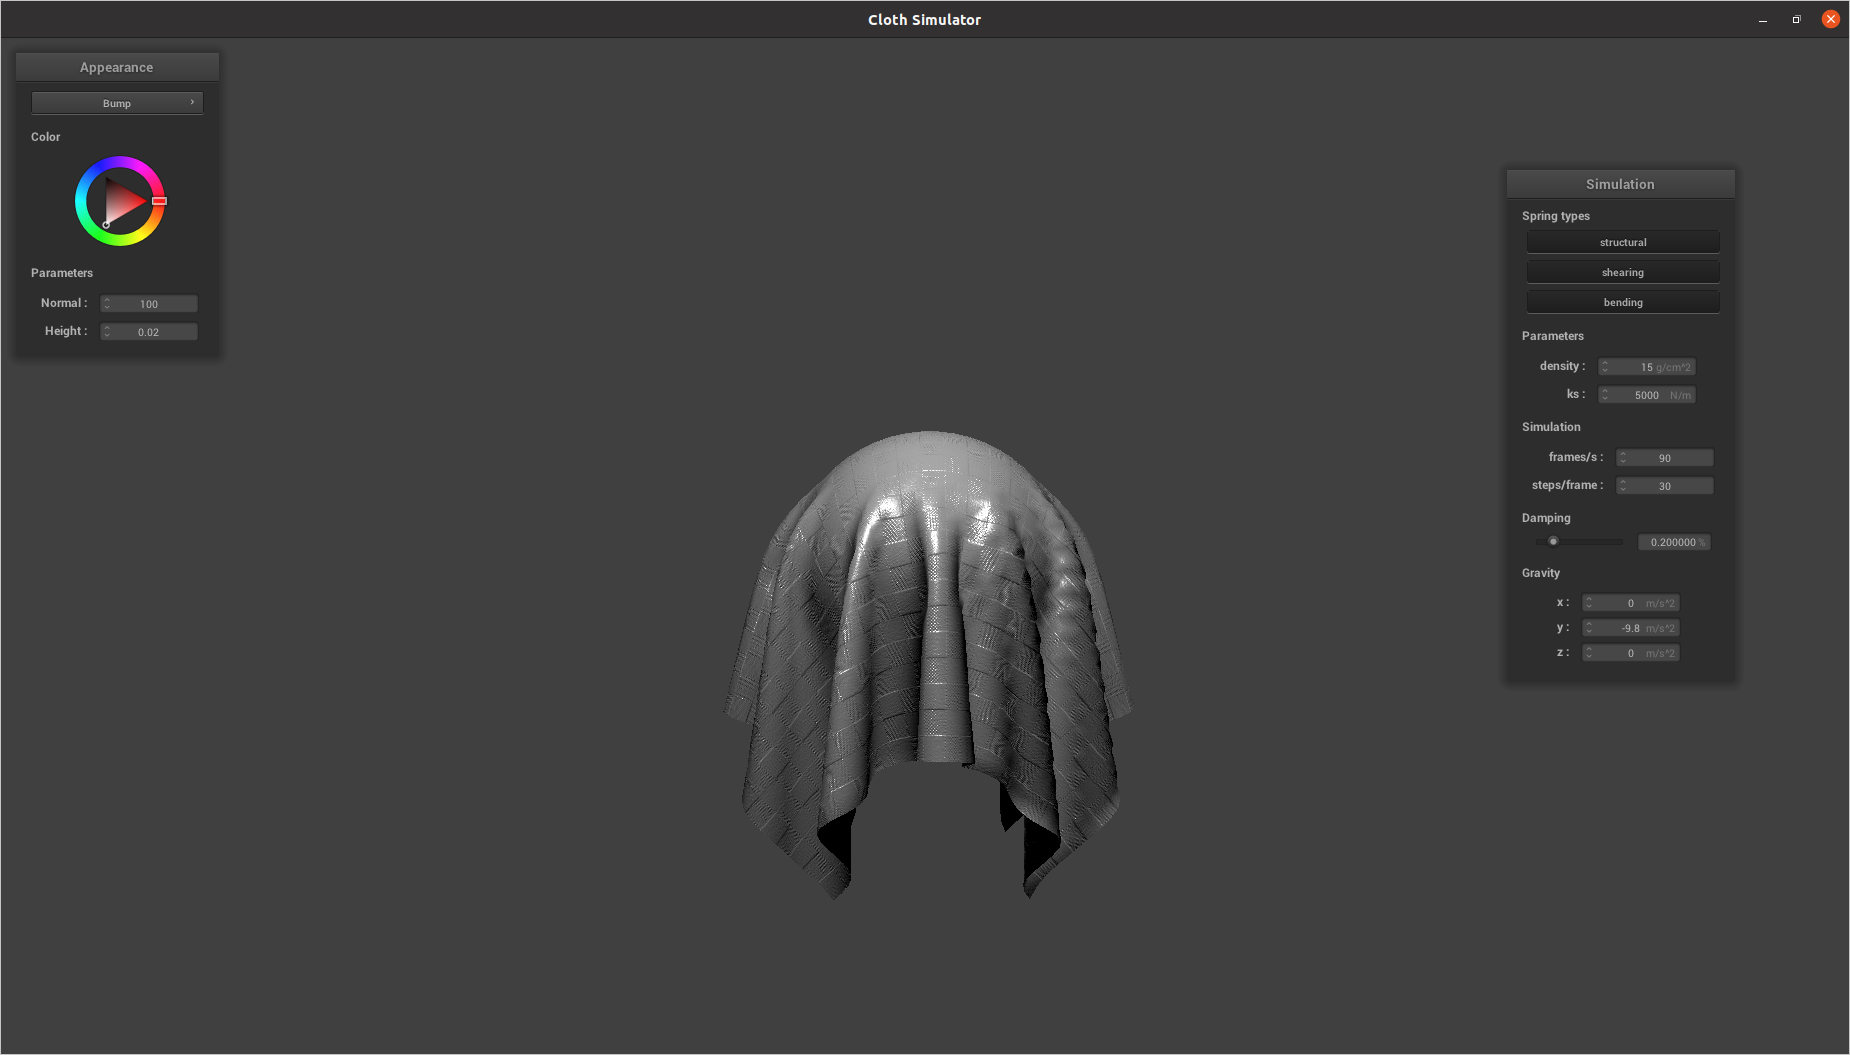 Cloth Simulator
Appearance
Bump
Color
Parameters
Normal : 100
Height : 0.02
Simulation
Spring types
structural
shearing
bending
Parameters
density : 15 g/cm^2
ks : 5000 N/m
Simulation
frames/s : 90
steps/frame : 30
Damping
0.200000 %
Gravity
x : 0 m/s^2
y : -9.8 m/s^2
z : 0 m/s^2